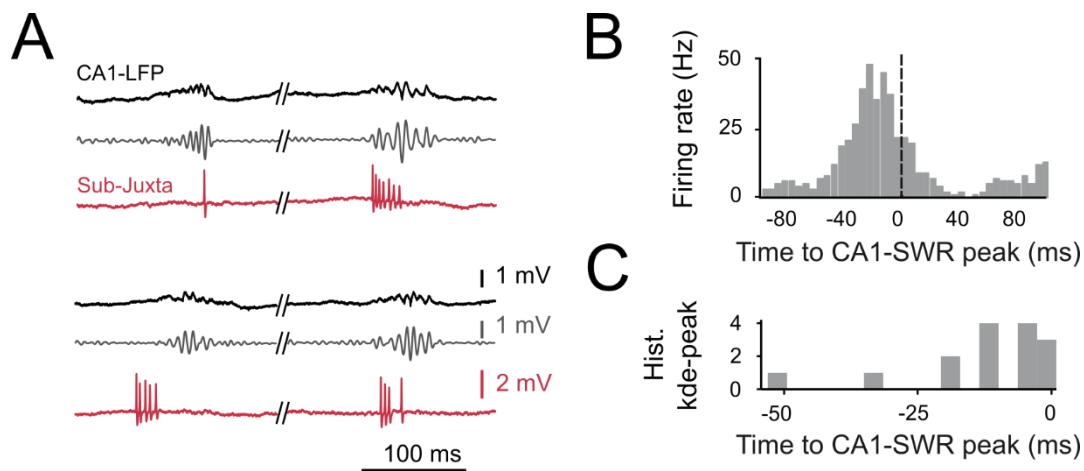 A
CA1-LFP
//
//
Sub-Juxta
//
1 mV
//
1 mV
//
2 mV
//
100 ms
B
Firing rate (Hz)
50
25
0
-80 -40 0 40 80
Time to CA1-SWR peak (ms)
C
Hist.
kde-peak
4
2
0
-50 -25 0
Time to CA1-SWR peak (ms)